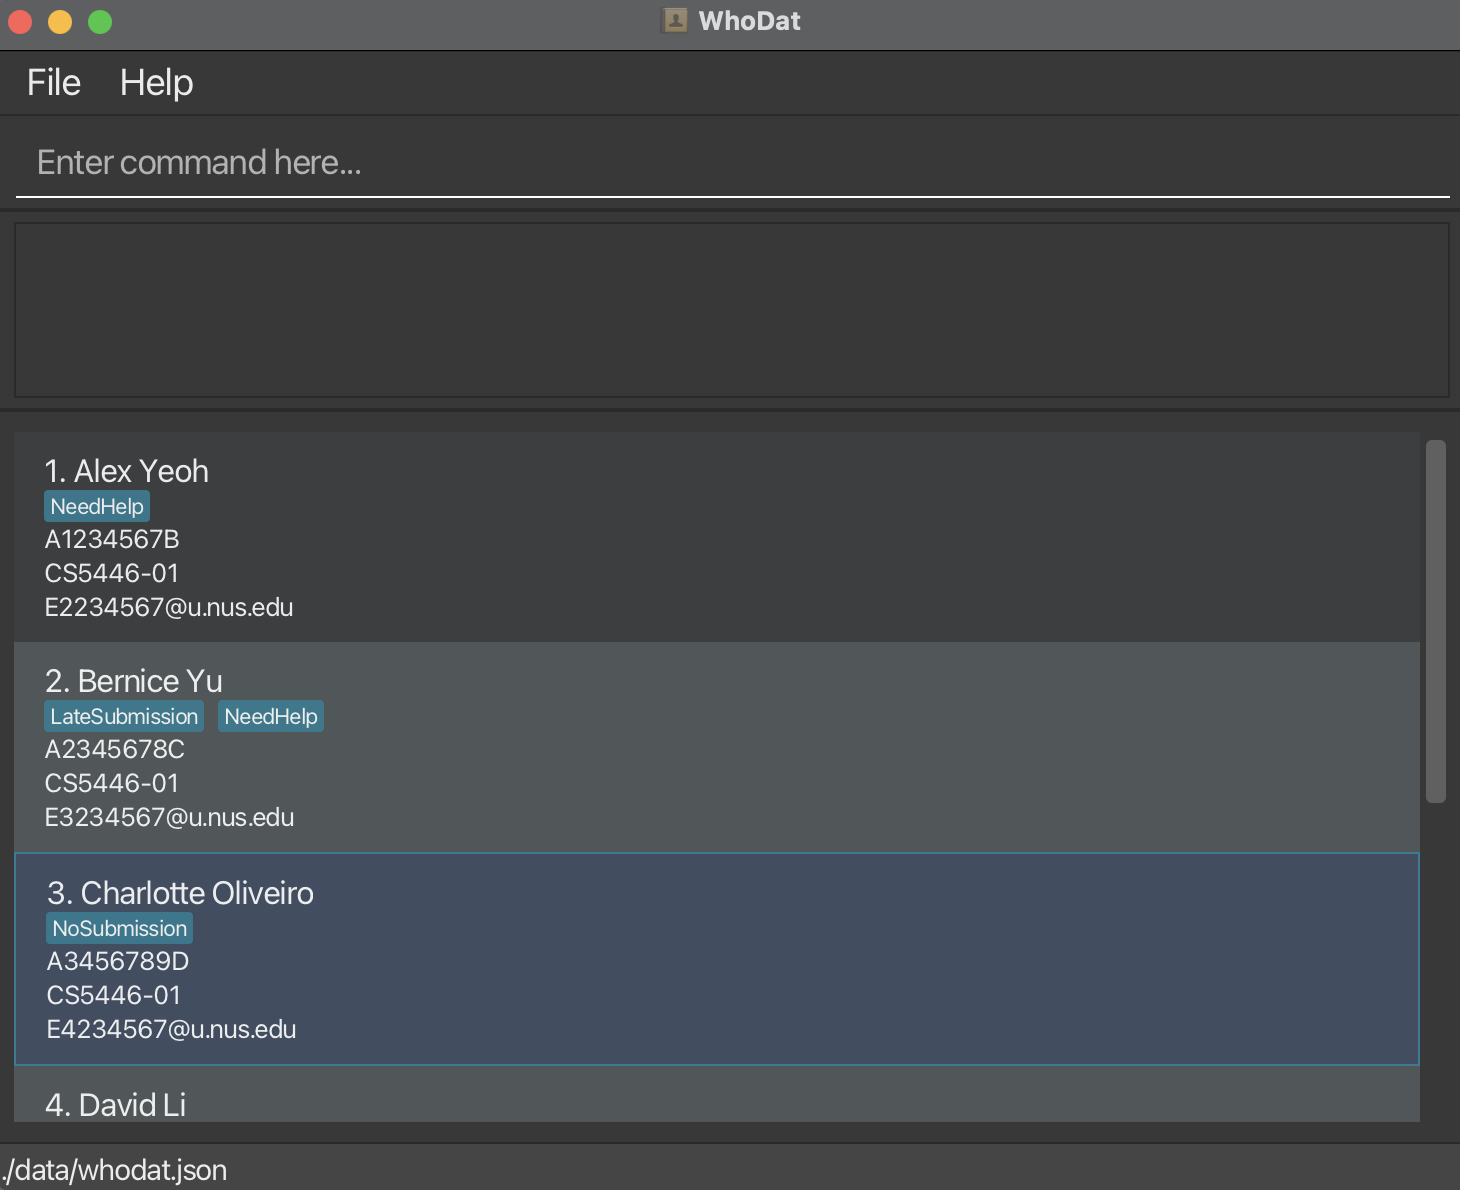 WhoDat
File Help
Enter command here...
1. Alex Yeoh
NeedHelp
A1234567B
CS5446-01
E2234567@u.nus.edu
2. Bernice Yu
LateSubmission NeedHelp
A2345678C
CS5446-01
E3234567@u.nus.edu
3. Charlotte Oliveiro
NoSubmission
A3456789D
CS5446-01
E4234567@u.nus.edu
4. David Li
./data/whodat.json